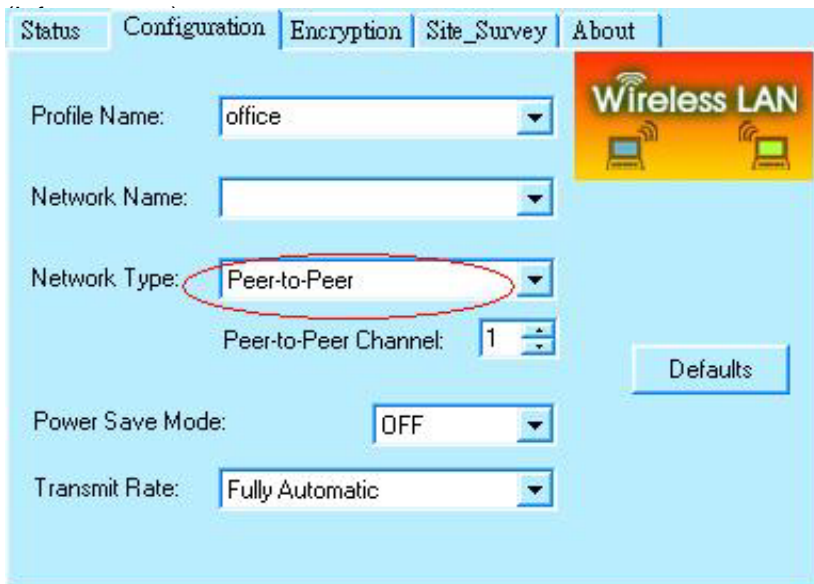 Status Configuration Encryption Site_Survey About
Wireless LAN
Profile Name: office
Network Name:
Network Type: Peer-to-Peer
Peer-to-Peer Channel: 1
Defaults
Power Save Mode: OFF
Transmit Rate: Fully Automatic